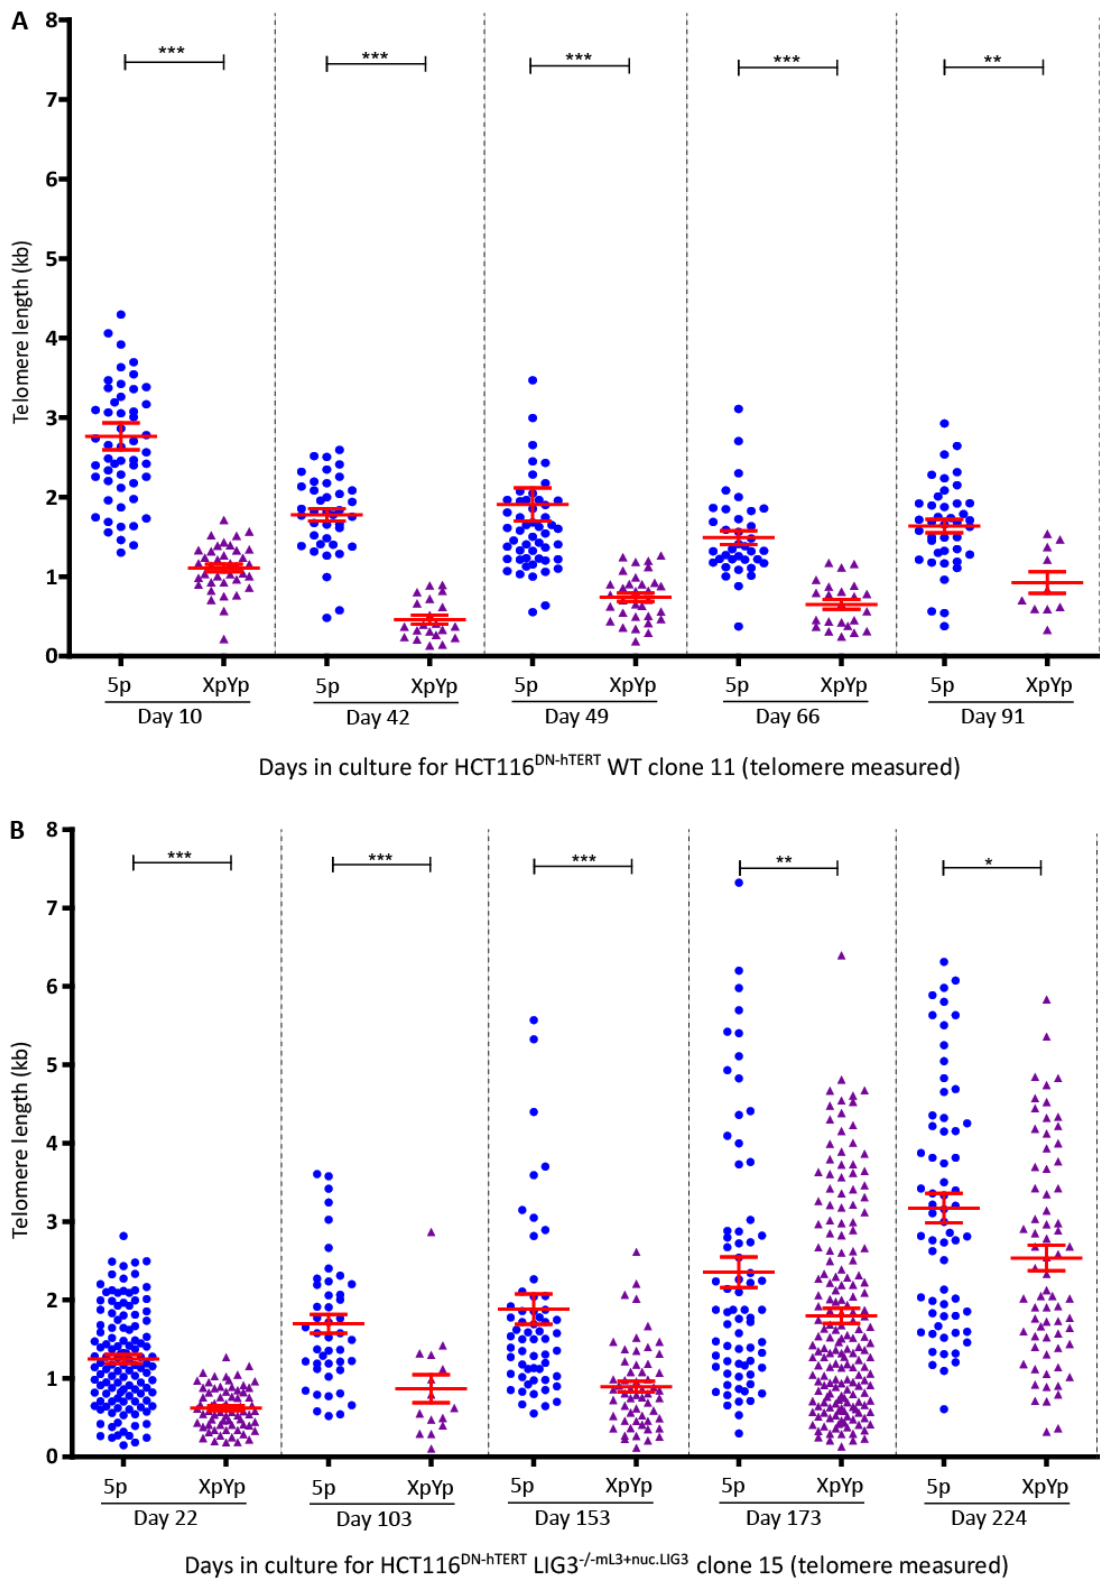 A
8
7
6
5
4
3
2
1
0
Telomere length (kb)
*** *** *** *** **
5p XpYp 5p XpYp 5p XpYp 5p XpYp 5p XpYp
Day 10 Day 42 Day 49 Day 66 Day 91
Days in culture for HCT116^DN-hTERT WT clone 11 (telomere measured)
B
8
7
6
5
4
3
2
1
0
Telomere length (kb)
*** *** *** ** *
5p XpYp 5p XpYp 5p XpYp 5p XpYp 5p XpYp
Day 22 Day 103 Day 153 Day 173 Day 224
Days in culture for HCT116^DN-hTERT LIG3^-/-mL3+nuc.LIG3 clone 15 (telomere measured)